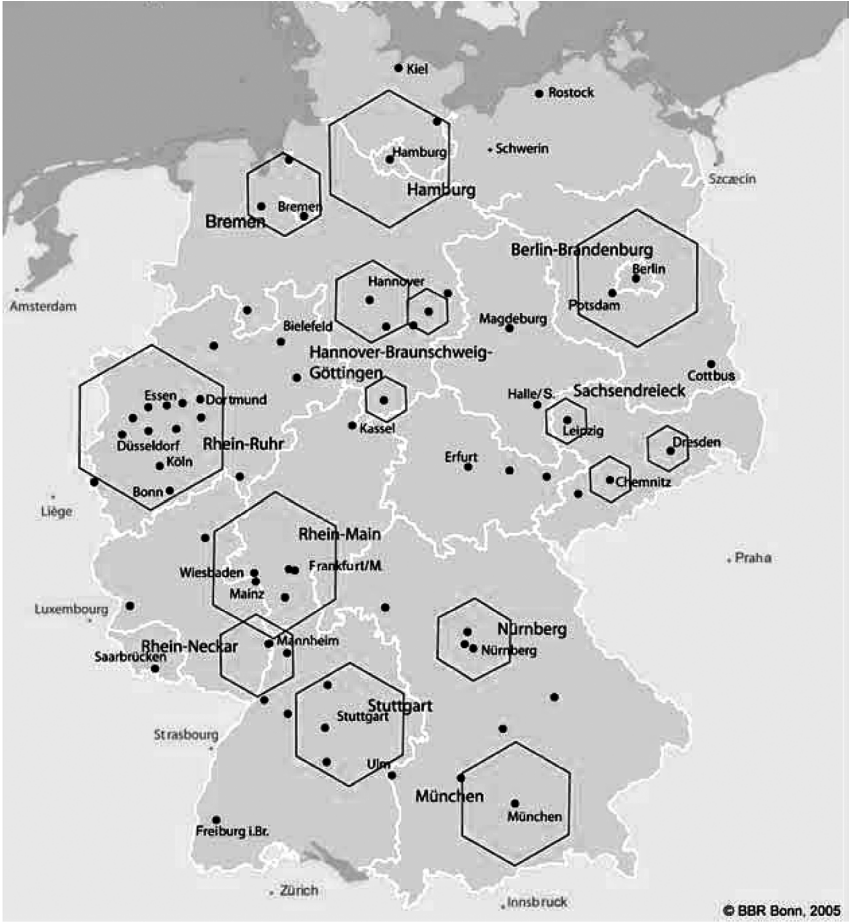 Kiel
Rostock
Hamburg
Schwerin
Szczecin
Hamburg
Bremen
Bremen
Berlin-Brandenburg
Berlin
Potsdam
Amsterdam
Hannover
Bielefeld
Magdeburg
Hannover-Braunschweig-
Göttingen
Cottbus
Essen
Dortmund
Halle/S.
Sachsendreieck
Leipzig
Kassel
Düsseldorf
Rhein-Ruhr
Dresden
Köln
Erfurt
Chemnitz
Bonn
Liège
Rhein-Main
Praha
Wiesbaden
Frankfurt/M.
Mainz
Luxembourg
Nürnberg
Rhein-Neckar
Mannheim
Nürnberg
Saarbrücken
Stuttgart
Stuttgart
Strasbourg
Ulm
München
München
Freiburg i.Br.
Zürich
Innsbruck
© BBR Bonn, 2005